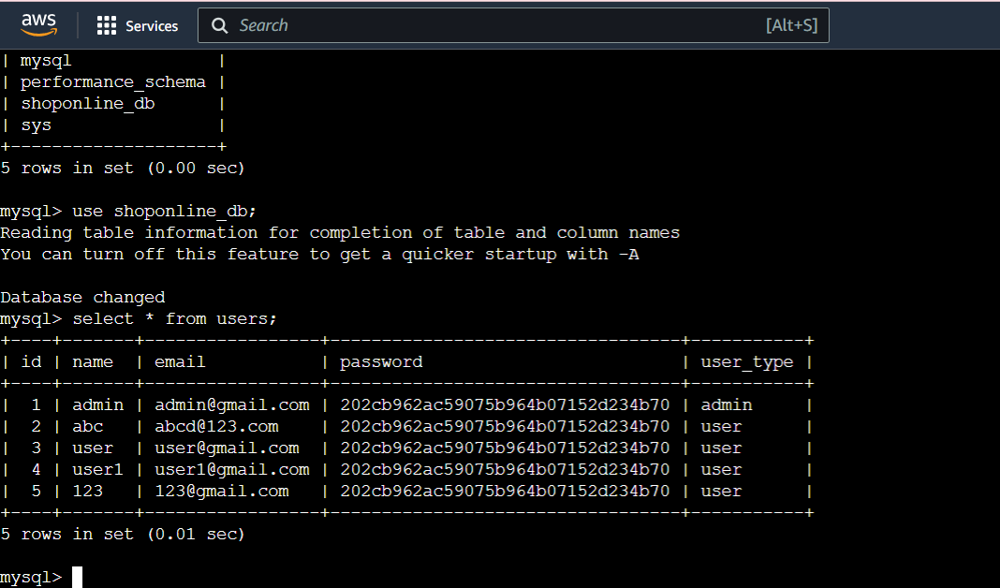 aws Services Search [Alt+S]
| mysql              |
| performance_schema |
| shoponline_db      |
| sys                |
+--------------------+
5 rows in set (0.00 sec)
mysql> use shoponline_db;
Reading table information for completion of table and column names
You can turn off this feature to get a quicker startup with -A
Database changed
mysql> select * from users;
+----+-------+-----------------+----------------------------------+-----------+
| id | name  | email           | password                         | user_type |
+----+-------+-----------------+----------------------------------+-----------+
|  1 | admin | admin@gmail.com | 202cb962ac59075b964b07152d234b70 | admin     |
|  2 | abc   | abcd@123.com    | 202cb962ac59075b964b07152d234b70 | user      |
|  3 | user  | user@gmail.com  | 202cb962ac59075b964b07152d234b70 | user      |
|  4 | user1 | user1@gmail.com | 202cb962ac59075b964b07152d234b70 | user      |
|  5 | 123   | 123@gmail.com   | 202cb962ac59075b964b07152d234b70 | user      |
+----+-------+-----------------+----------------------------------+-----------+
5 rows in set (0.01 sec)
mysql>